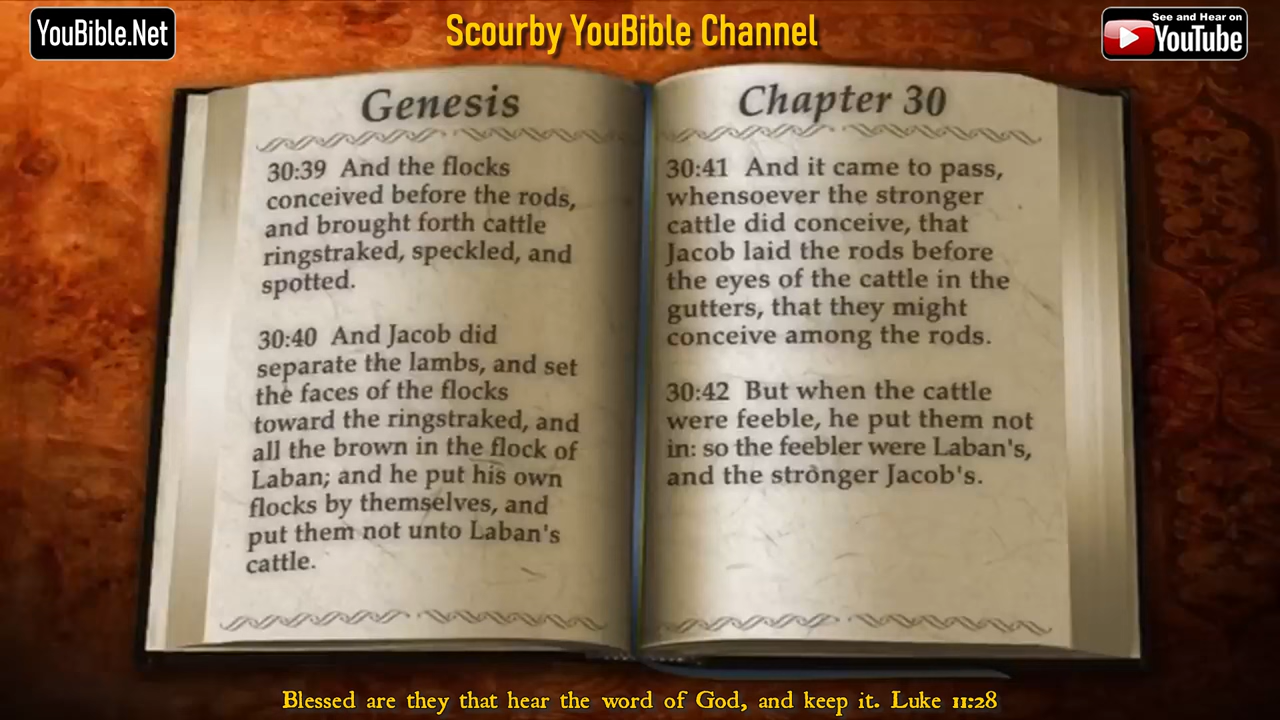 YouBible.Net
Scourby YouBible Channel
See and Hear on
YouTube
Genesis
30:39 And the flocks
conceived before the rods,
and brought forth cattle
ringstraked, speckled, and
spotted.
30:40 And Jacob did
separate the lambs, and set
the faces of the flocks
toward the ringstraked, and
all the brown in the flock of
Laban; and he put his own
flocks by themselves, and
put them not unto Laban's
cattle.
Chapter 30
30:41 And it came to pass,
whensoever the stronger
cattle did conceive, that
Jacob laid the rods before
the eyes of the cattle in the
gutters, that they might
conceive among the rods.
30:42 But when the cattle
were feeble, he put them not
in: so the feebler were Laban's,
and the stronger Jacob's.
Blessed are they that hear the word of God, and keep it. Luke 11:28